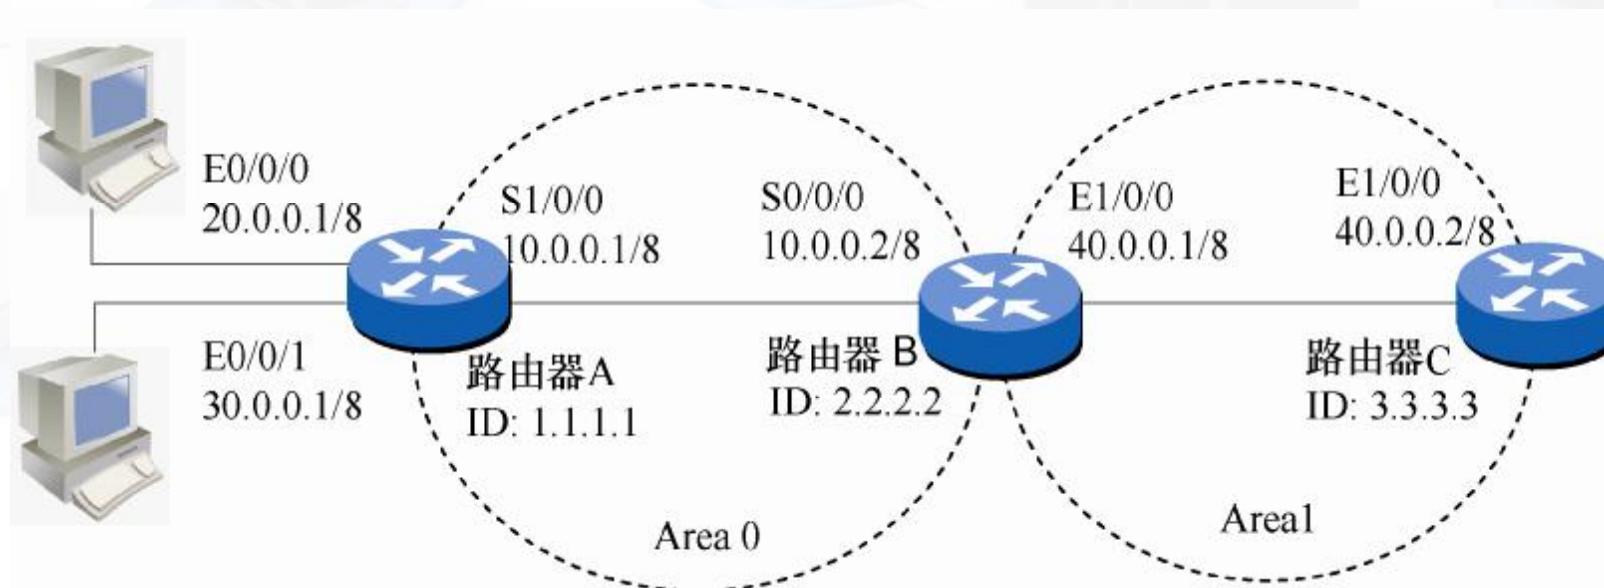 E0/0/0
20.0.0.1/8
S1/0/0
10.0.0.1/8
S0/0/0
10.0.0.2/8
E1/0/0
40.0.0.1/8
E1/0/0
40.0.0.2/8
E0/0/1
30.0.0.1/8
路由器A
ID: 1.1.1.1
路由器 B
ID: 2.2.2.2
路由器C
ID: 3.3.3.3
Area 0
Area1